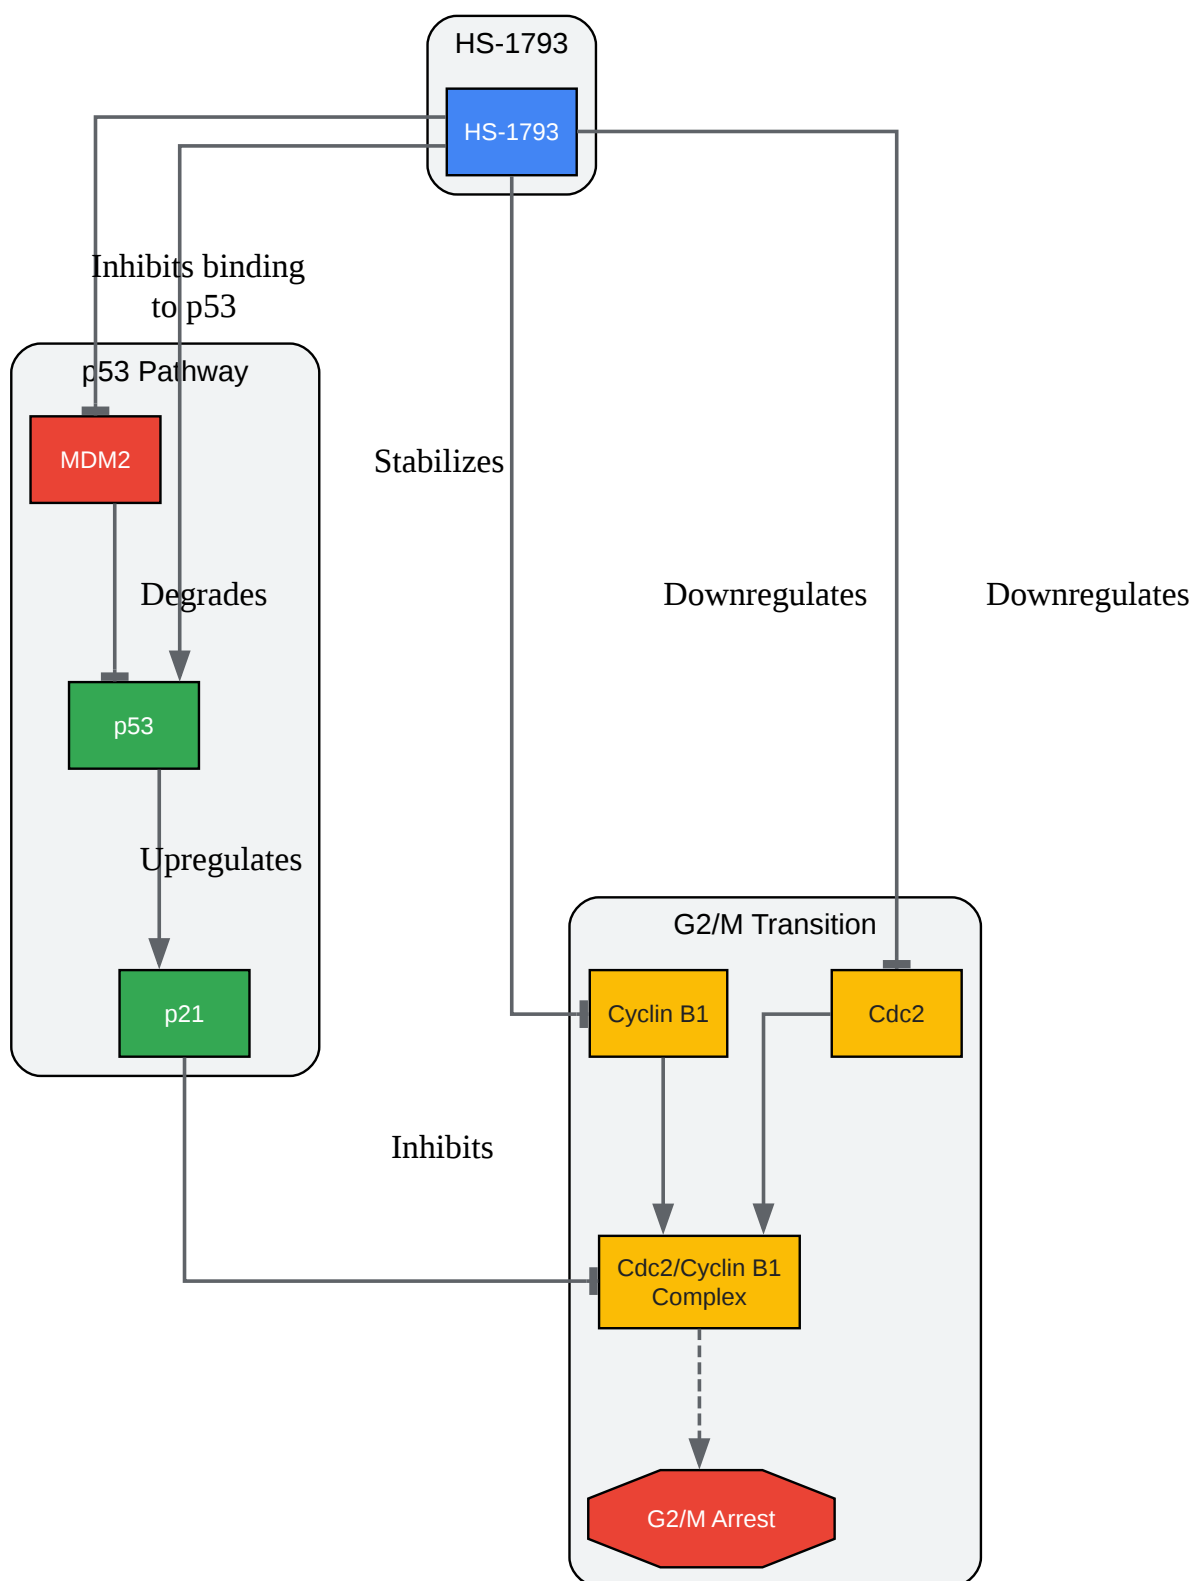 HS-1793
HS-1793
Inhibits binding
to p53
p53 Pathway
MDM2
Stabilizes
Degrades
Downregulates
Downregulates
p53
Upregulates
G2/M Transition
p21
Cyclin B1
Cdc2
Inhibits
Cdc2/Cyclin B1
Complex
G2/M Arrest